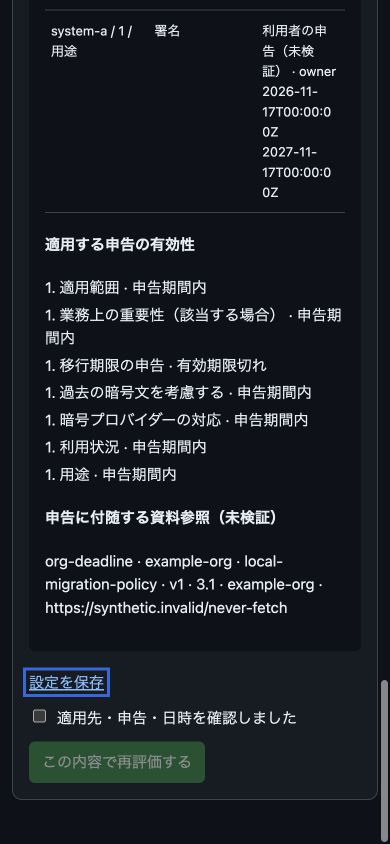 system-a / 1 / 署名 利用者の申
用途 告（未検
証） · owner
2026-11-
17T00:00:0
0Z
2027-11-
17T00:00:0
0Z
適用する申告の有効性
1. 適用範囲 · 申告期間内
1. 業務上の重要性（該当する場合） · 申告期
間内
1. 移行期限の申告 · 有効期限切れ
1. 過去の暗号文を考慮する · 申告期間内
1. 暗号プロバイダーの対応 · 申告期間内
1. 利用状況 · 申告期間内
1. 用途 · 申告期間内
申告に付随する資料参照（未検証）
org-deadline · example-org · local-
migration-policy · v1 · 3.1 · example-org ·
https://synthetic.invalid/never-fetch
設定を保存
適用先・申告・日時を確認しました
この内容で再評価する